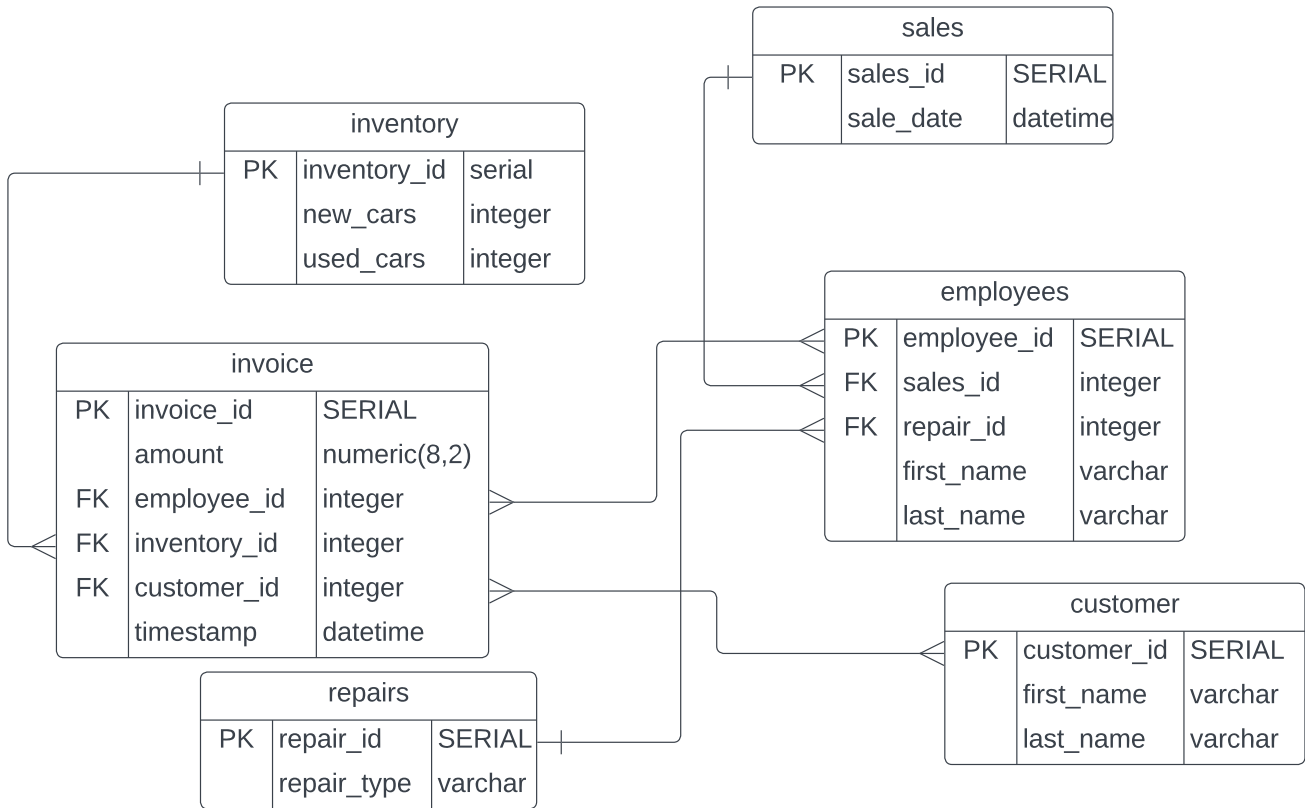 sales
PK sales_id SERIAL
sale_date datetime
inventory
PK inventory_id serial
new_cars integer
used_cars integer
employees
PK employee_id SERIAL
FK sales_id integer
FK repair_id integer
first_name varchar
last_name varchar
invoice
PK invoice_id SERIAL
amount numeric(8,2)
FK employee_id integer
FK inventory_id integer
FK customer_id integer
timestamp datetime
customer
PK customer_id SERIAL
first_name varchar
last_name varchar
repairs
PK repair_id SERIAL
repair_type varchar